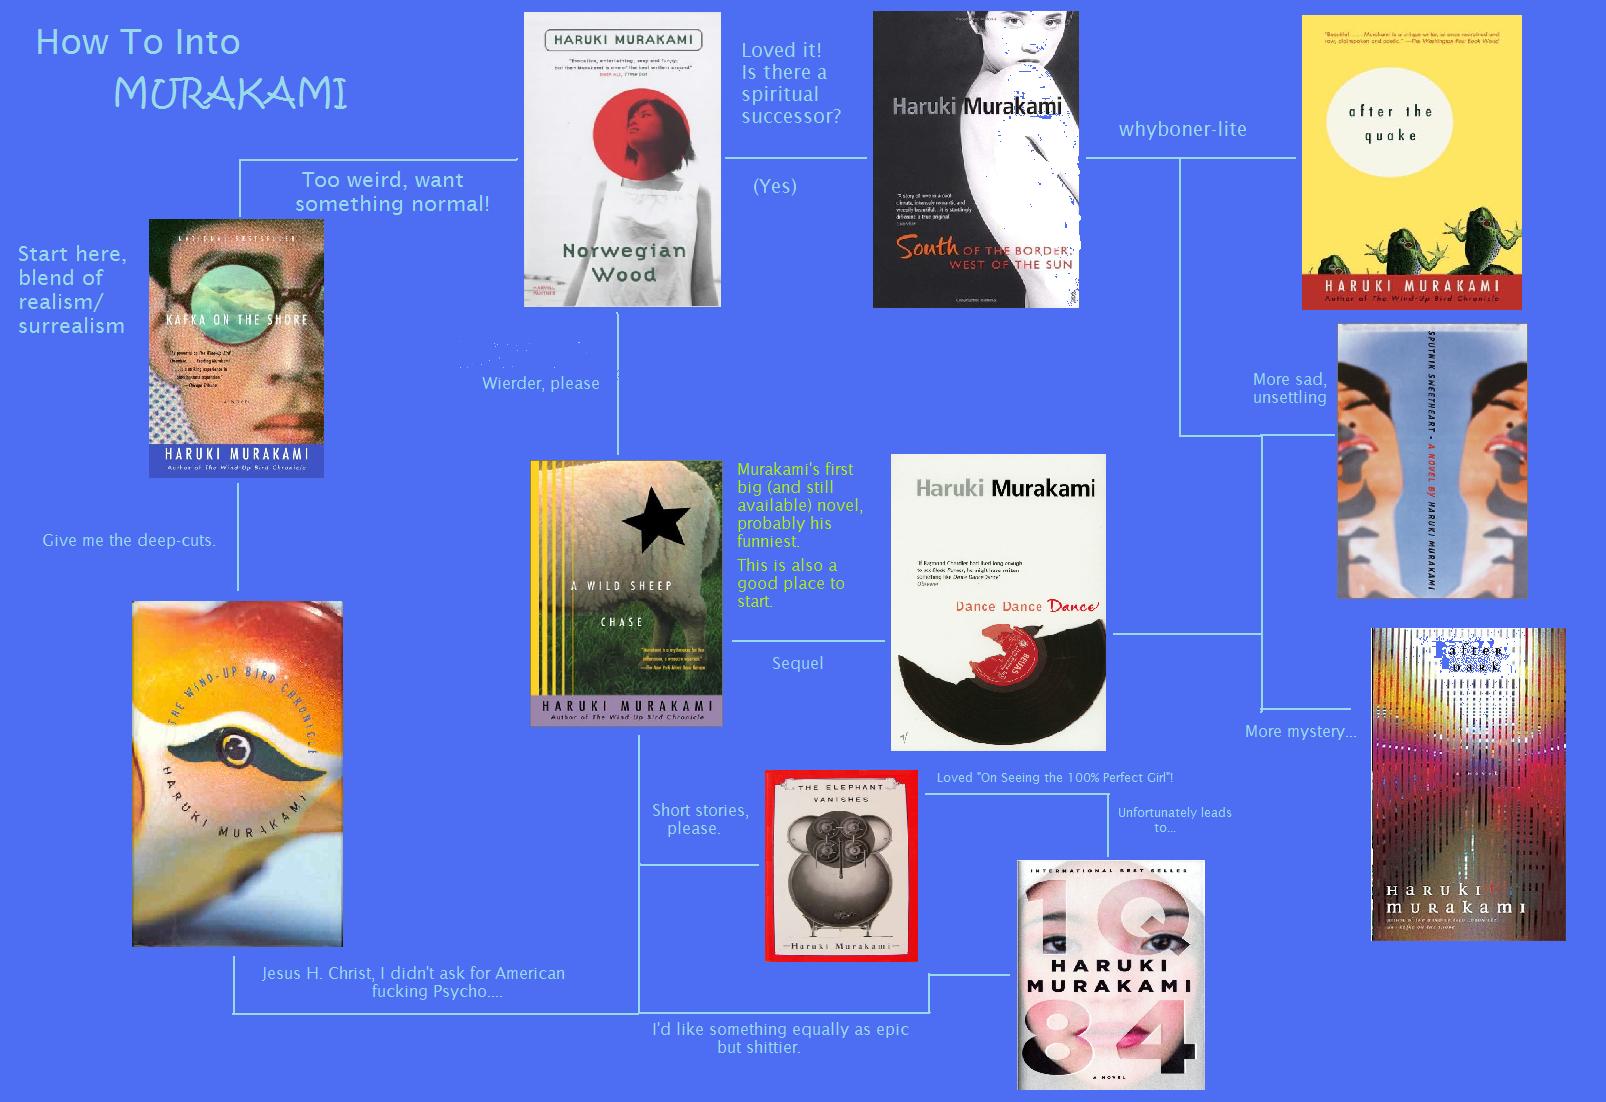 How To Into
MURAKAMI
HARUKI MURAKAMI
Norwegian
Wood
Loved it!
Is there a
spiritual
successor?
(Yes)
Haruki Murakami
South OF THE BORDER,
WEST OF THE SUN
whyboner-lite
after the
quake
HARUKI MURAKAMI
Author of The Wind-Up Bird Chronicle
Too weird, want
something normal!
Start here,
blend of
realism/
surrealism
NATIONAL BESTSELLER
KAFKA ON THE SHORE
A NOVEL
HARUKI MURAKAMI
Author of The Wind-Up Bird Chronicle
Wierder, please
More sad,
unsettling
SPUTNIK SWEETHEART - A NOVEL BY HARUKI MURAKAMI
Give me the deep-cuts.
A WILD SHEEP
CHASE
HARUKI MURAKAMI
Author of The Wind-Up Bird Chronicle
Murakami's first
big (and still
available) novel,
probably his
funniest.
This is also a
good place to
start.
Sequel
Haruki Murakami
Dance Dance Dance
THE WIND-UP BIRD CHRONICLE
HARUKI MURAKAMI
More mystery...
after
dark
a novel
HARUKI
MURAKAMI
Short stories,
please.
THE ELEPHANT
VANISHES
Haruki Murakami
Loved "On Seeing the 100% Perfect Girl"!
Unfortunately leads
to...
INTERNATIONAL BEST SELLER
1Q
HARUKI
MURAKAMI
84
A NOVEL
Jesus H. Christ, I didn't ask for American
fucking Psycho....
I'd like something equally as epic
but shittier.